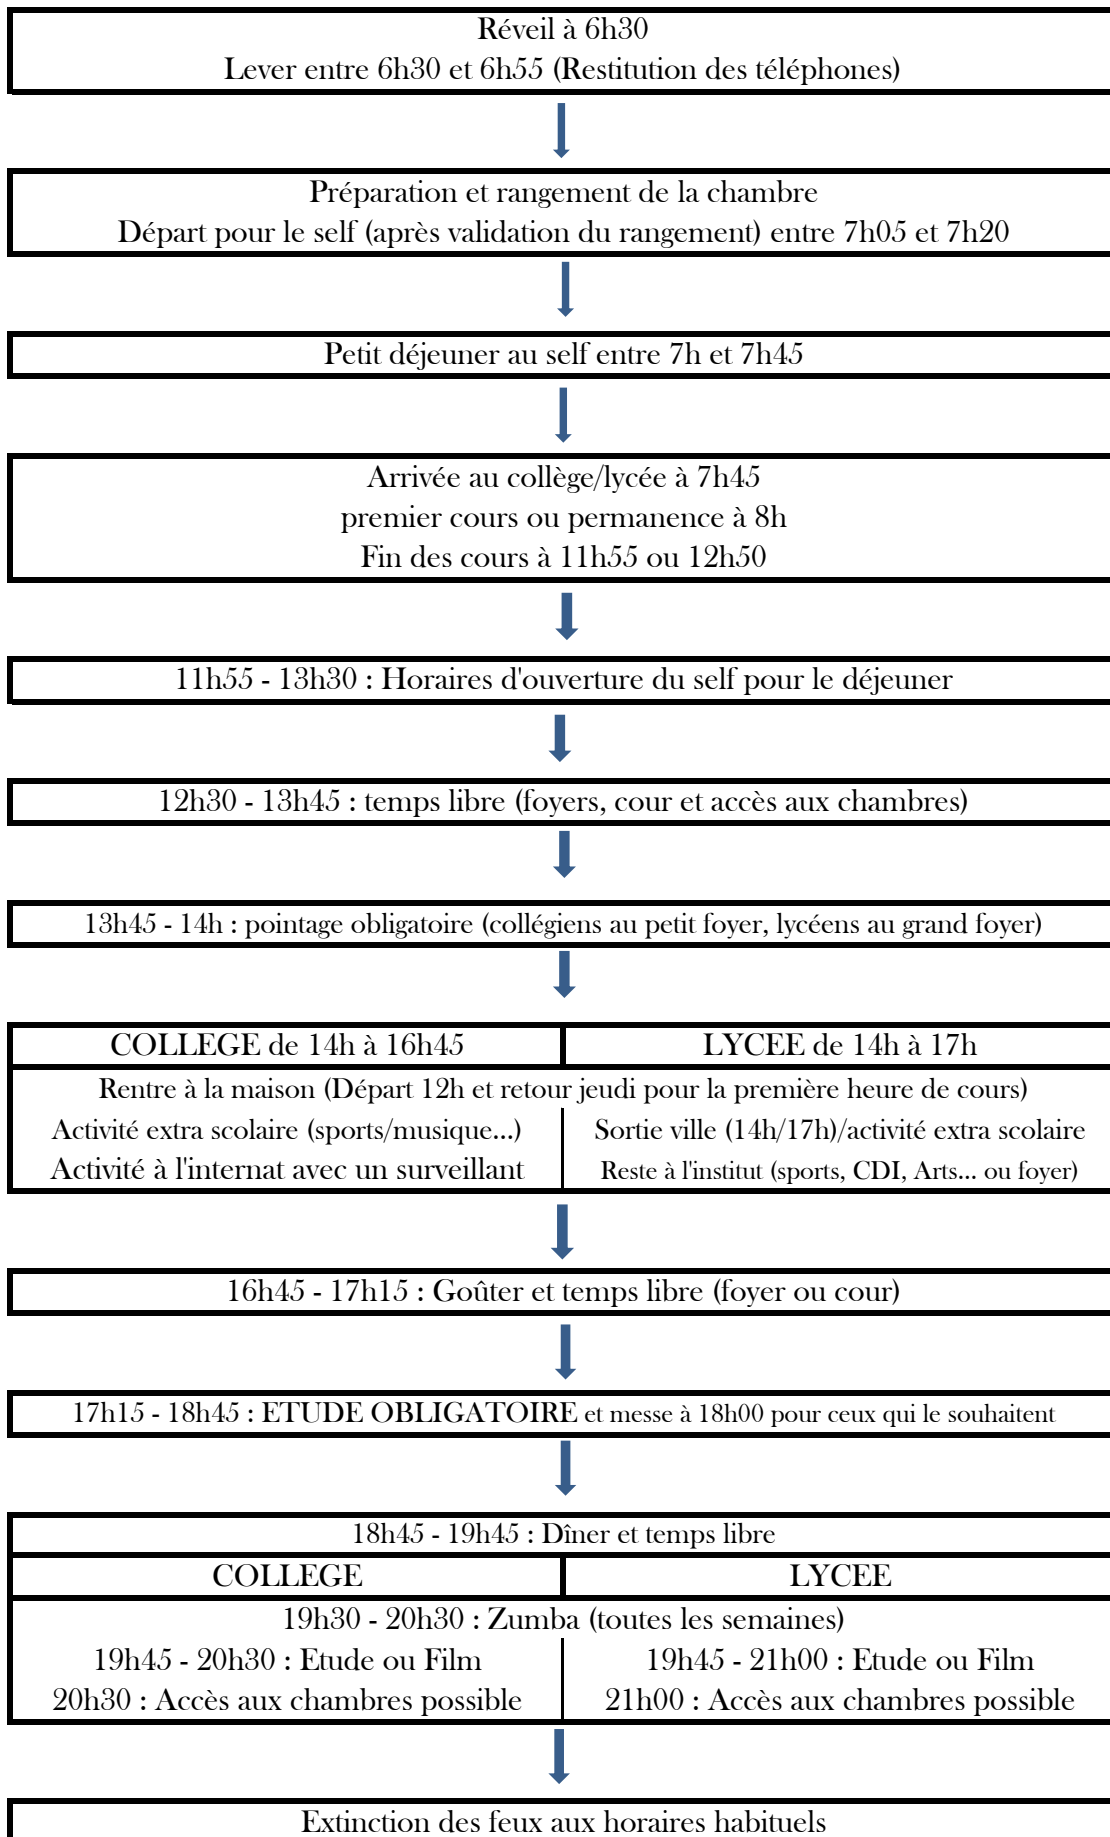 Réveil à 6h30
Lever entre 6h30 et 6h55 (Restitution des téléphones)
Préparation et rangement de la chambre
Départ pour le self (après validation du rangement) entre 7h05 et 7h20
Petit déjeuner au self entre 7h et 7h45
Arrivée au collège/lycée à 7h45
premier cours ou permanence à 8h
Fin des cours à 11h55 ou 12h50
11h55 - 13h30 : Horaires d'ouverture du self pour le déjeuner
12h30 - 13h45 : temps libre (foyers, cour et accès aux chambres)
13h45 - 14h : pointage obligatoire (collégiens au petit foyer, lycéens au grand foyer)
COLLEGE de 14h à 16h45
LYCEE de 14h à 17h
Rentre à la maison (Départ 12h et retour jeudi pour la première heure de cours)
Activité extra scolaire (sports/musique...)
Sortie ville (14h/17h)/activité extra scolaire
Activité à l'internat avec un surveillant
Reste à l'institut (sports, CDI, Arts... ou foyer)
16h45 - 17h15 : Goûter et temps libre (foyer ou cour)
17h15 - 18h45 : ETUDE OBLIGATOIRE et messe à 18h00 pour ceux qui le souhaitent
18h45 - 19h45 : Dîner et temps libre
COLLEGE
LYCEE
19h30 - 20h30 : Zumba (toutes les semaines)
19h45 - 20h30 : Etude ou Film
19h45 - 21h00 : Etude ou Film
20h30 : Accès aux chambres possible
21h00 : Accès aux chambres possible
Extinction des feux aux horaires habituels